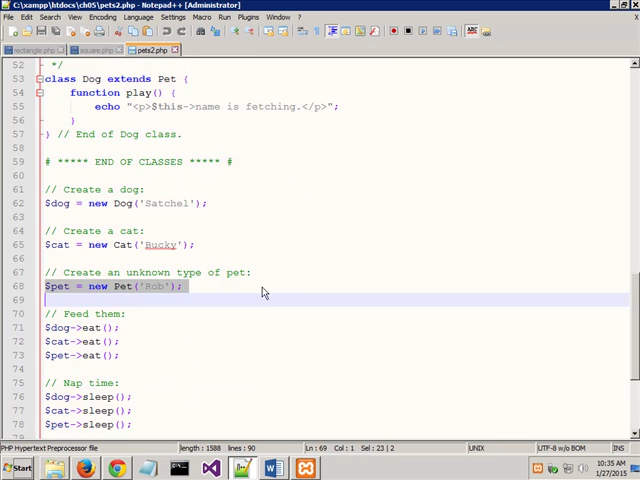 C:\xampp\htdocs\ch05\pets2.php - Notepad++ [Administrator]
File Edit Search View Encoding Language Settings Macro Run Plugins Window ?
rectangle.php square.php pets2.php
52 */
53 class Dog extends Pet {
54 function play() {
55 echo "<p>$this->name is fetching.</p>";
56 }
57 } // End of Dog class.
58
59 # ***** END OF CLASSES ***** #
60
61 // Create a dog:
62 $dog = new Dog('Satchel');
63
64 // Create a cat:
65 $cat = new Cat('Bucky');
66
67 // Create an unknown type of pet:
68 $pet = new Pet('Rob');
69
70 // Feed them:
71 $dog->eat();
72 $cat->eat();
73 $pet->eat();
74
75 // Nap time:
76 $dog->sleep();
77 $cat->sleep();
78 $pet->sleep();
79
PHP Hypertext Preprocessor file length : 1588 lines : 90 Ln : 69 Col : 1 Sel : 23 | 2 UNIX UTF-8 w/o BOM INS
Start 10:35 AM
1/27/2015